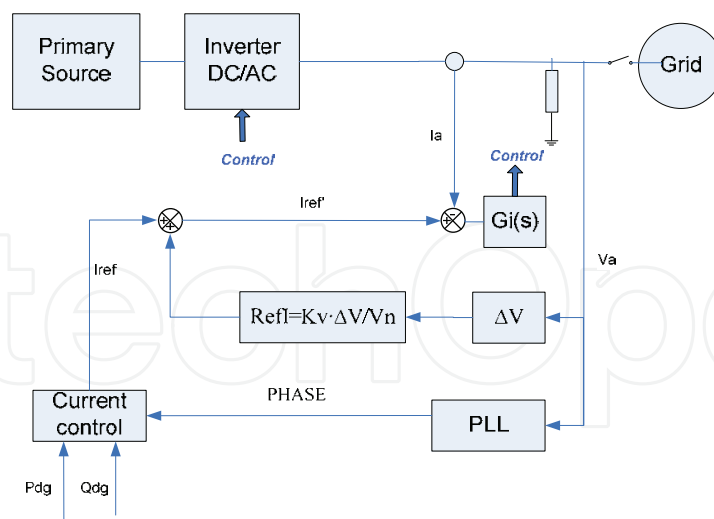 Primary
Source
Inverter
DC/AC
Grid
Control
Ia
Control
Iref'
Gi(s)
Iref
Va
RefI=Kv·ΔV/Vn
ΔV
PHASE
Current
control
PLL
Pdg
Qdg